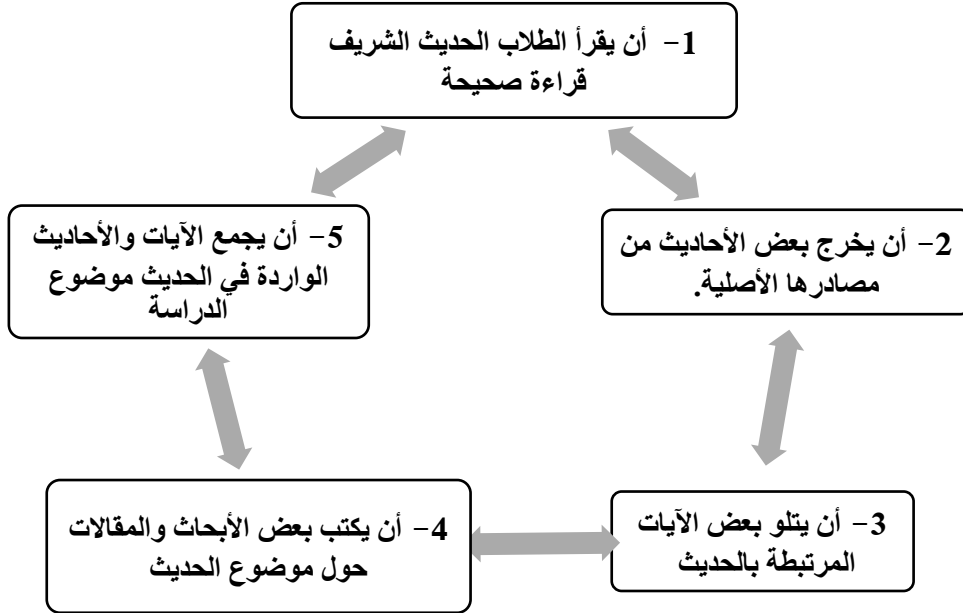 1- أن يقرأ الطلاب الحديث الشريف
قراءة صحيحة
2- أن يخرج بعض الأحاديث من
مصادرها الأصلية.
3- أن يتلو بعض الآيات
المرتبطة بالحديث
4- أن يكتب بعض الأبحاث والمقالات
حول موضوع الحديث
5- أن يجمع الآيات والأحاديث
الواردة في الحديث موضوع
الدراسة